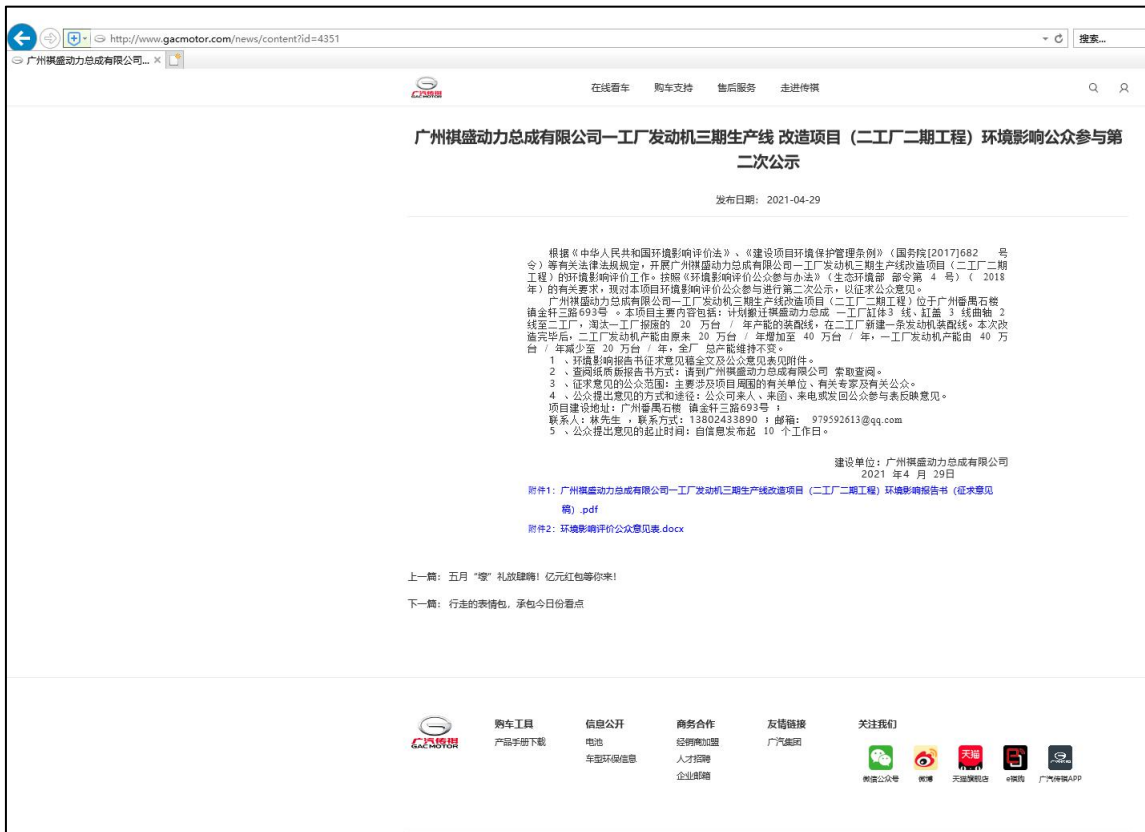 http://www.gacmotor.com/news/content?id=4351
搜索...
广州祺盛动力总成有限公司...
广汽传祺
GAC MOTOR
在线看车 购车支持 售后服务 走进传祺
广州祺盛动力总成有限公司一工厂发动机三期生产线 改造项目（二工厂二期工程）环境影响公众参与第
二次公示
发布日期： 2021-04-29
根据《中华人民共和国环境影响评价法》、《建设项目环境保护管理条例》（国务院[2017]682 号
令）等有关法律法规规定，开展广州祺盛动力总成有限公司一工厂发动机三期生产线改造项目（二工厂二期
工程）的环境影响评价工作。按照《环境影响评价公众参与办法》（生态环境部 部令第 4 号）（ 2018
年）的有关要求，现对本项目环境影响评价公众参与进行第二次公示，以征求公众意见。
广州祺盛动力总成有限公司一工厂发动机三期生产线改造项目（二工厂二期工程）位于广州番禺石楼
镇金轩三路693号 。本项目主要内容包括：计划搬迁祺盛动力总成 一工厂缸体3 线、缸盖 3 线曲轴 2
线至二工厂，淘汰一工厂报废的 20 万台 / 年产能的装配线，在二工厂新建一条发动机装配线。本次改
造完毕后，二工厂发动机产能由原来 20 万台 / 年增加至 40 万台 / 年，一工厂发动机产能由 40 万
台 / 年减少至 20 万台 / 年，全厂 总产能维持不变。
1 、环境影响报告书征求意见稿全文及公众意见表见附件。
2 、查阅纸质版报告书方式：请到广州祺盛动力总成有限公司 索取查阅。
3 、征求意见的公众范围：主要涉及项目周围的有关单位、有关专家及有关公众。
4 、公众提出意见的方式和途径：公众可来人、来函、来电或发回公众参与表反映意见。
项目建设地址：广州番禺石楼 镇金轩三路693号 ；
联系人：林先生 ，联系方式：13802433890 ；邮箱： 979592613@qq.com
5 、公众提出意见的起止时间：自信息发布起 10 个工作日。
建设单位：广州祺盛动力总成有限公司
2021 年4 月 29日
附件1：广州祺盛动力总成有限公司一工厂发动机三期生产线改造项目（二工厂二期工程）环境影响报告书（征求意见
稿）.pdf
附件2：环境影响评价公众意见表.docx
上一篇： 五月“嚟”礼放肆嗨！亿元红包等你来！
下一篇： 行走的表情包，承包今日份看点
广汽传祺
GAC MOTOR
购车工具 信息公开 商务合作 友情链接 关注我们
产品手册下载 电池 经销商加盟 广汽集团
车型环保信息 人才招聘
企业邮箱
天猫
微信公众号 微博 天猫旗舰店 e祺购 广汽传祺APP